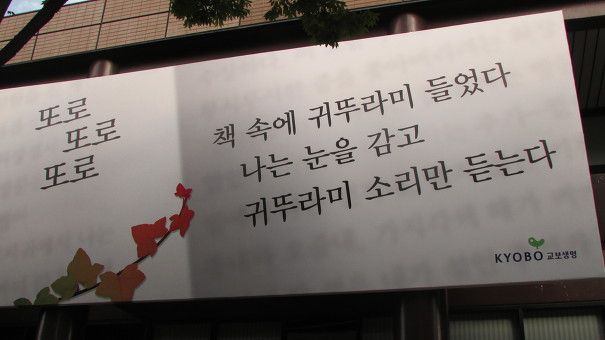 또로
또로
또로
책 속에 귀뚜라미 들었다
나는 눈을 감고
귀뚜라미 소리만 듣는다
KYOBO 교보생명